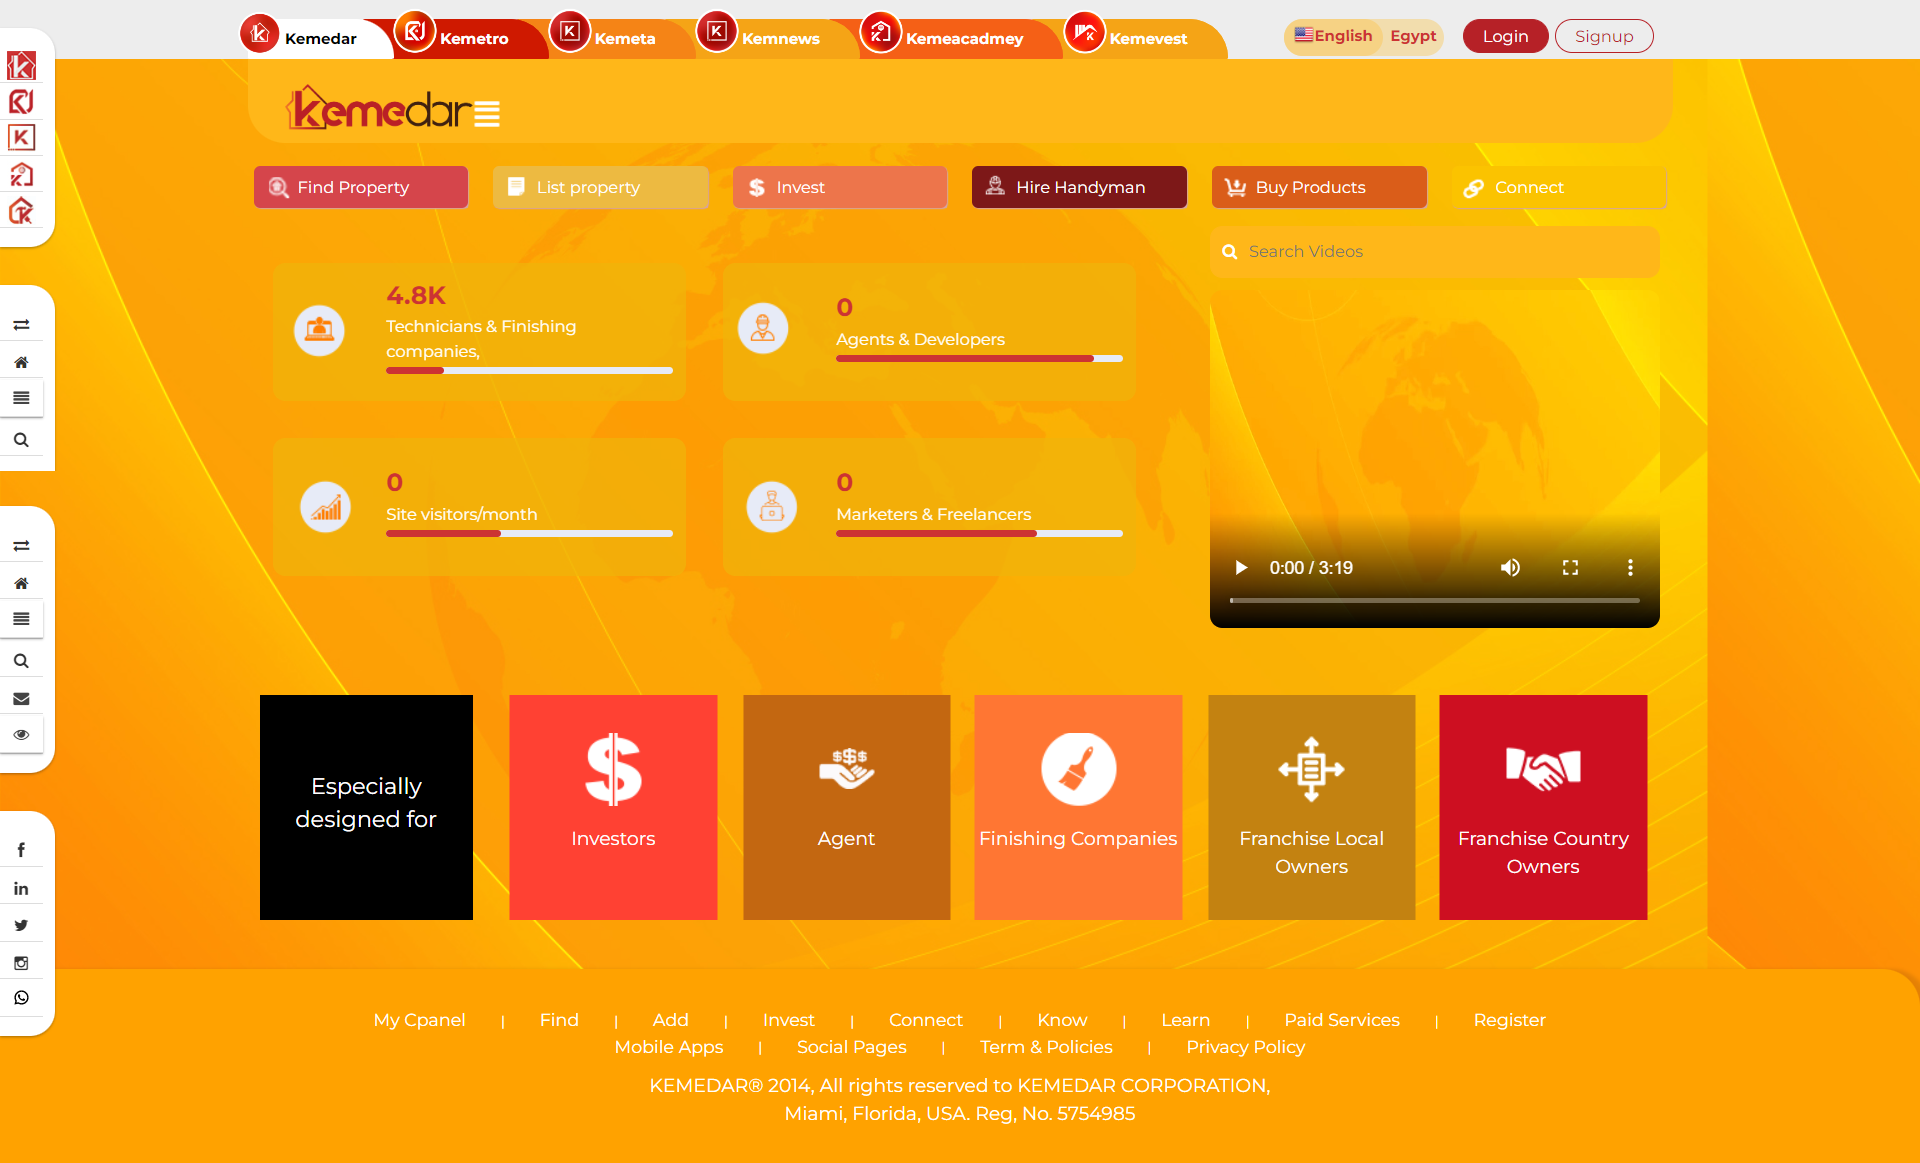 Kemedar
Kemetro
Kemeta
Kemnews
Kemeacadmey
Kemevest
English
Egypt
Login
Signup
kemedar
Find Property
List property
Invest
Hire Handyman
Buy Products
Connect
Search Videos
4.8K
Technicians & Finishing
companies,
0
Agents & Developers
0
Site visitors/month
0
Marketers & Freelancers
0:00 / 3:19
Especially
designed for
Investors
Agent
Finishing Companies
Franchise Local
Owners
Franchise Country
Owners
My Cpanel | Find | Add | Invest | Connect | Know | Learn | Paid Services | Register
Mobile Apps | Social Pages | Term & Policies | Privacy Policy
KEMEDAR® 2014, All rights reserved to KEMEDAR CORPORATION,
Miami, Florida, USA. Reg, No. 5754985